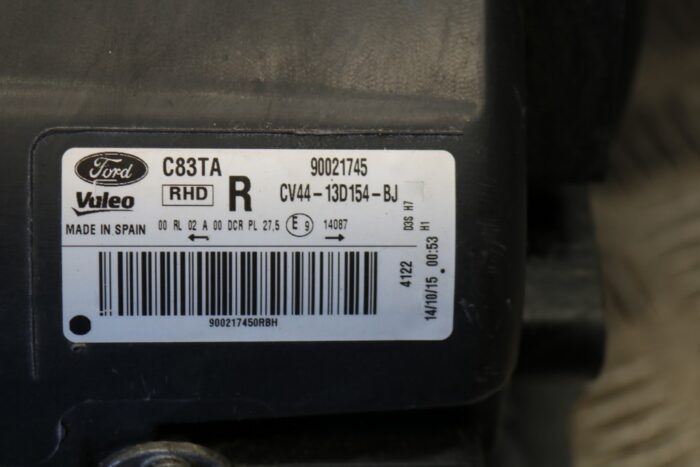 Ford
C83TA
90021745
Valeo
RHD
R
CV44-13D154-BJ
MADE IN SPAIN
00 RL 02 A 00 DCR PL 27,5 E 9 14087
900217450RBH
D3S H7
H1
4122
14/10/15 00:53